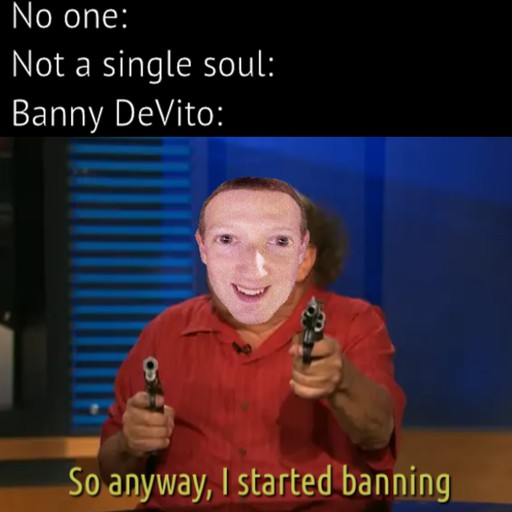 No one:
Not a single soul:
Banny DeVito:
So anyway, I started banning